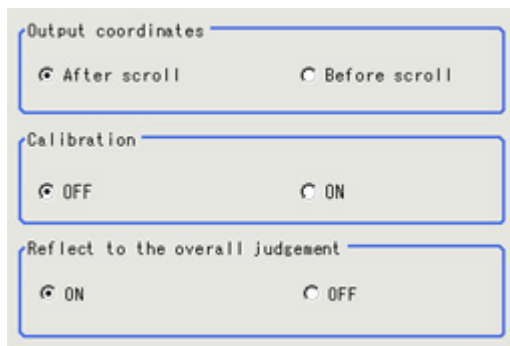 Output coordinates
After scroll Before scroll
Calibration
OFF ON
Reflect to the overall judgement
ON OFF